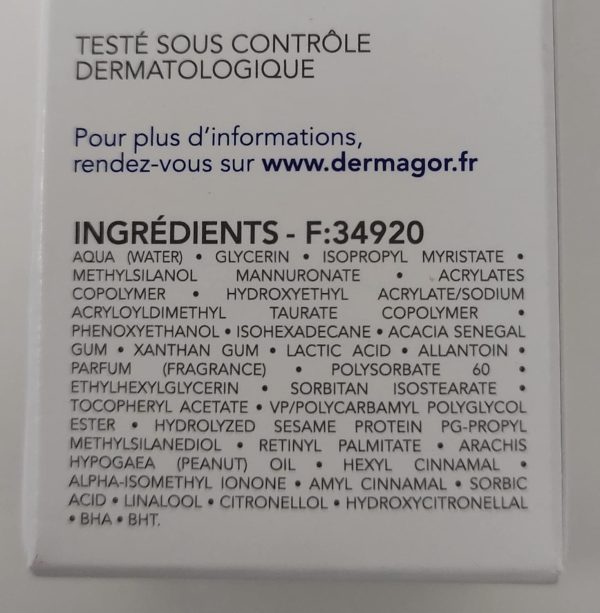 TESTÉ SOUS CONTRÔLE
DERMATOLOGIQUE
Pour plus d'informations,
rendez-vous sur www.dermagor.fr
INGRÉDIENTS - F:34920
AQUA (WATER) • GLYCERIN • ISOPROPYL MYRISTATE •
METHYLSILANOL MANNURONATE • ACRYLATES
COPOLYMER • HYDROXYETHYL ACRYLATE/SODIUM
ACRYLOYLDIMETHYL TAURATE COPOLYMER •
PHENOXYETHANOL • ISOHEXADECANE • ACACIA SENEGAL
GUM • XANTHAN GUM • LACTIC ACID • ALLANTOIN •
PARFUM (FRAGRANCE) • POLYSORBATE 60 •
ETHYLHEXYLGLYCERIN • SORBITAN ISOSTEARATE •
TOCOPHERYL ACETATE • VP/POLYCARBAMYL POLYGLYCOL
ESTER • HYDROLYZED SESAME PROTEIN PG-PROPYL
METHYLSILANEDIOL • RETINYL PALMITATE • ARACHIS
HYPOGAEA (PEANUT) OIL • HEXYL CINNAMAL •
ALPHA-ISOMETHYL IONONE • AMYL CINNAMAL • SORBIC
ACID • LINALOOL • CITRONELLOL • HYDROXYCITRONELLAL
• BHA • BHT.